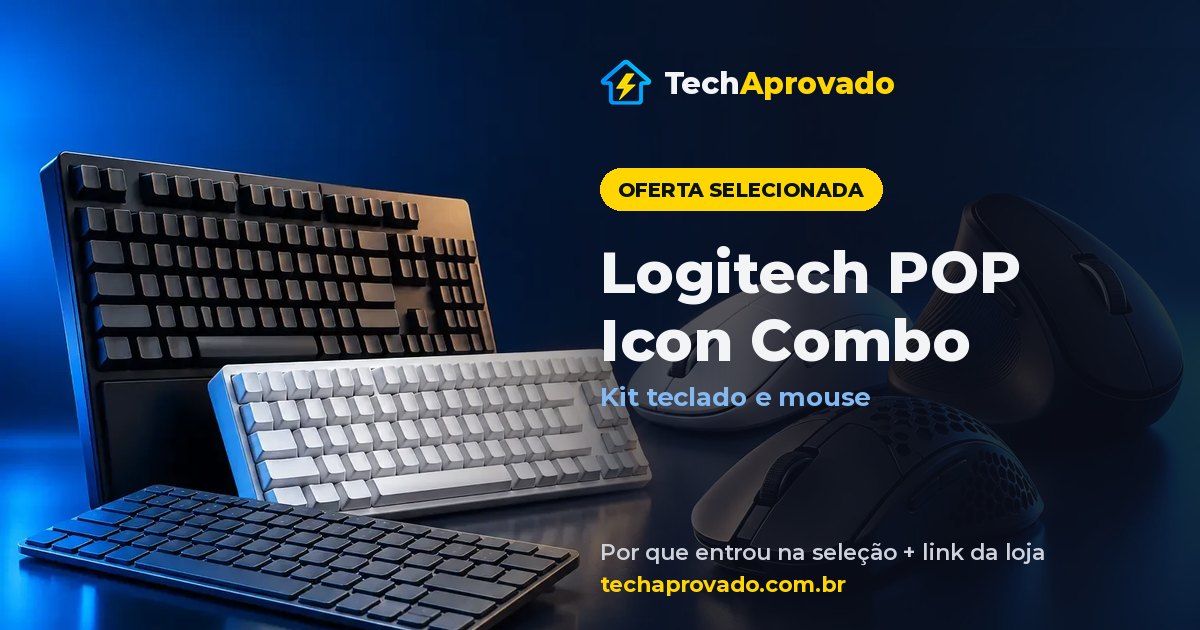 TechAprovado
OFERTA SELECIONADA
Logitech POP
Icon Combo
Kit teclado e mouse
Por que entrou na seleção + link da loja
techaprovado.com.br